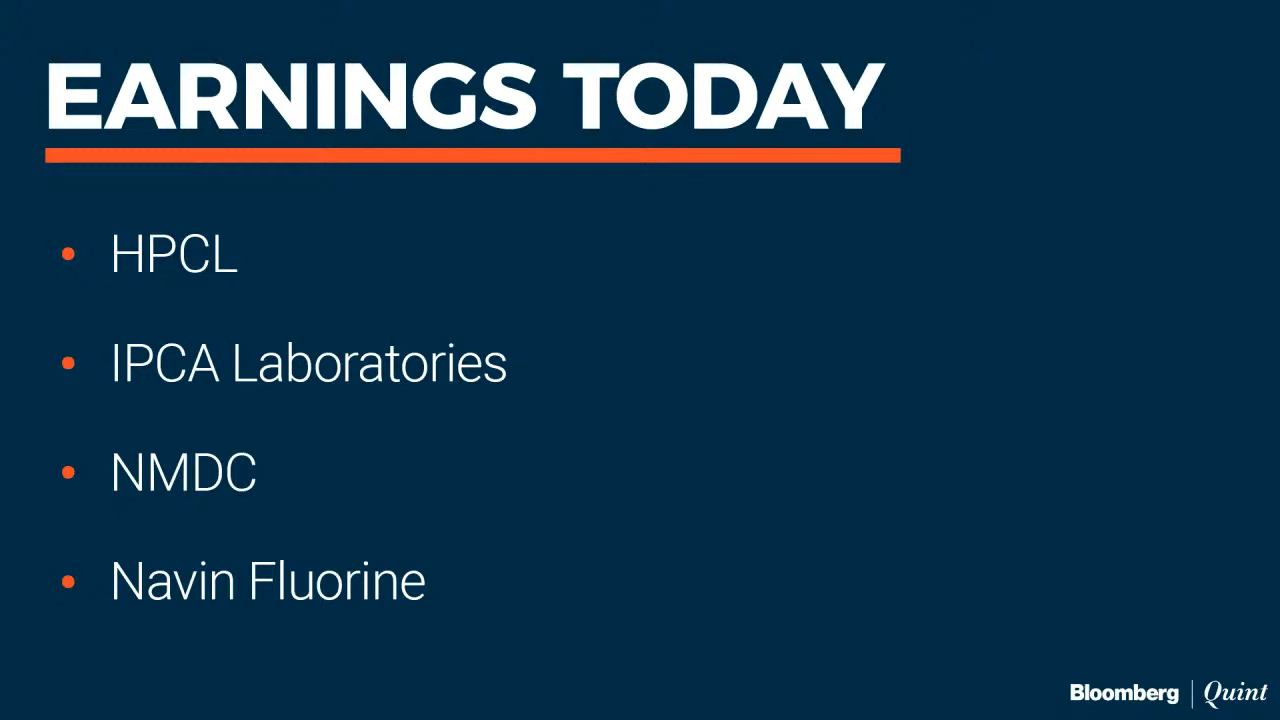 EARNINGS TODAY
• HPCL
• IPCA Laboratories
• NMDC
• Navin Fluorine
Bloomberg | Quint